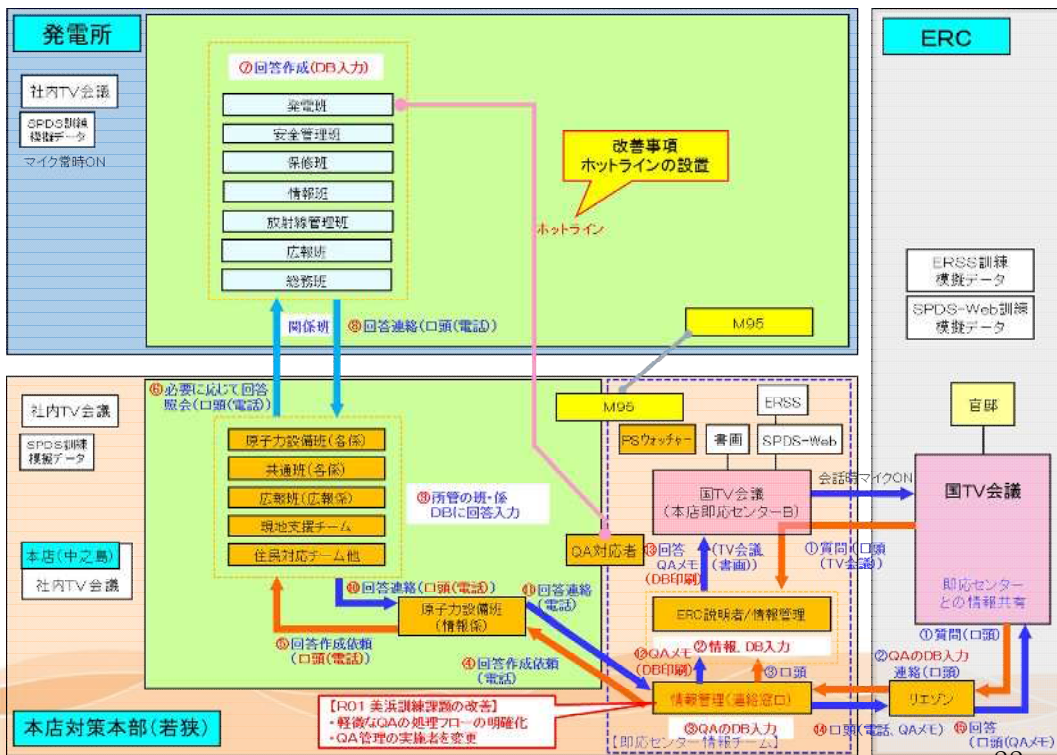 発電所
社内TV会議
SPDS訓練
模擬データ
マイク常時ON
⑦回答作成(DB入力)
発電班
安全管理班
保修班
情報班
放射線管理班
広報班
総務班
改善事項
ホットラインの設置
ホットライン
関係班
⑧回答連絡(口頭(電話))
M95
ERC
ERSS訓練
模擬データ
SPDS-Web訓練
模擬データ
官邸
国TV会議
即応センター
との情報共有
①質問(口頭)
②QAのDB入力
連絡(口頭)
リエゾン
⑮回答
(口頭(QAメモ)
社内TV会議
SPDS訓練
模擬データ
本店(中之島)
社内TV会議
本店対策本部(若狭)
⑥必要に応じて回答
照会(口頭(電話))
原子力設備班(各係)
共通班(各係)
広報班(広報係)
現地支援チーム
住民対応チーム他
⑨所管の班・係
DBに回答入力
⑩回答連絡(口頭(電話))
原子力設備班
(情報係)
⑤回答作成依頼
(口頭(電話))
④回答作成依頼
(電話)
⑪回答連絡
(電話)
【R01 美浜訓練課題の改善】
・軽微なQAの処理フローの明確化
・QA管理の実施者を変更
M95
ERSS
PSウォッチャー
書画
SPDS-Web
国TV会議
(本店即応センターB)
会話時マイクON
QA対応者
⑬回答
QAメモ
(DB印刷)
(TV会議
(書画))
①質問(口頭
(TV会議))
ERC説明者/情報管理
⑫QAメモ
(DB印刷)
②情報、DB入力
③口頭
情報管理(連絡窓口)
③QAのDB入力
【即応センター情報チーム】
⑭口頭(電話、QAメモ)